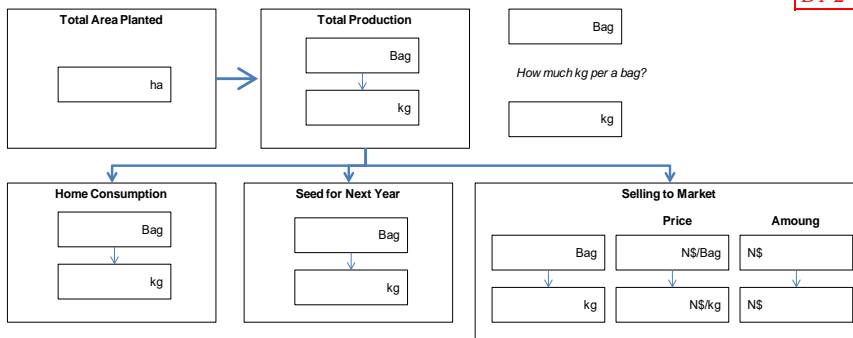 Total Area Planted
ha
Total Production
Bag
kg
Bag
How much kg per a bag?
kg
Home Consumption
Bag
kg
Seed for Next Year
Bag
kg
Selling to Market
Price Amoung
Bag N$/Bag N$
kg N$/kg N$